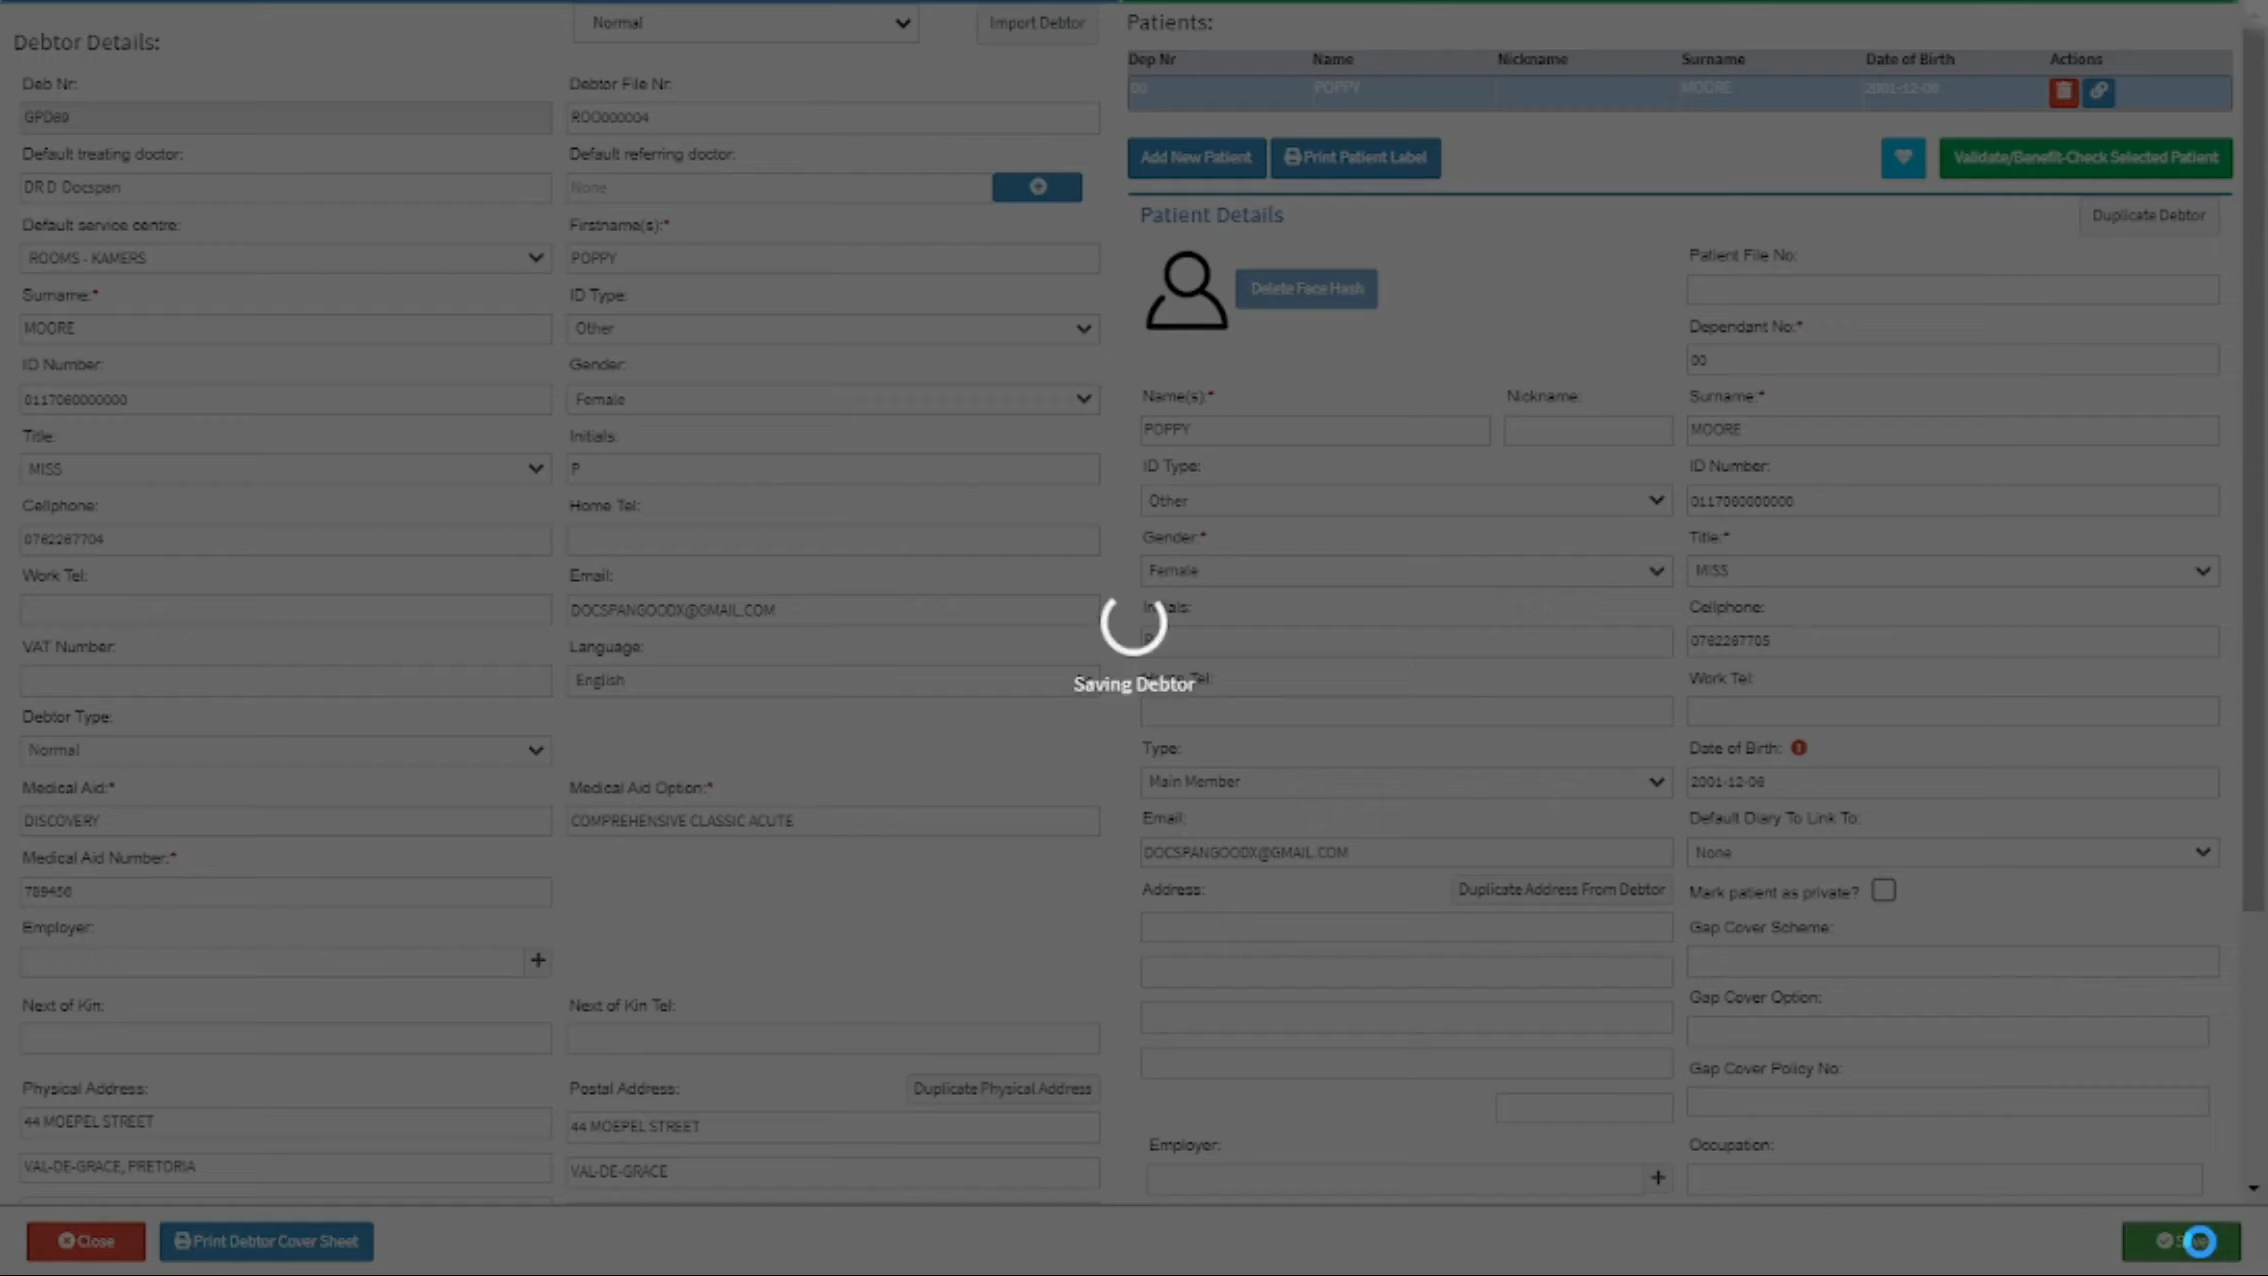 Normal
Import Debtor
Debtor Details:
Deb Nr:
Debtor File Nr:
GPD69
ROO000004
Default treating doctor:
Default referring doctor:
DR D Docspan
None
Default service centre:
Firstname(s):*
ROOMS - KAMERS
POPPY
Surname:*
ID Type:
MOORE
Other
ID Number:
Gender:
Female
Title:
Initials:
MISS
P
Cellphone:
Home Tel:
0762267704
Work Tel:
Email:
DOCSPANGOODX@GMAIL.COM
VAT Number:
Language:
English
Debtor Type:
Normal
Medical Aid:*
Medical Aid Option:*
DISCOVERY
COMPREHENSIVE CLASSIC ACUTE
Medical Aid Number:*
789456
Employer:
+
Next of Kin:
Next of Kin Tel:
Physical Address:
Postal Address:
Duplicate Physical Address
44 MOEPEL STREET
44 MOEPEL STREET
VAL-DE-GRACE, PRETORIA
VAL-DE-GRACE
Close
Print Debtor Cover Sheet
Patients:
Dep Nr Name Nickname Surname Date of Birth Actions
00 POPPY MOORE
Add New Patient
Print Patient Label
Validate/Benefit-Check Selected Patient
Patient Details
Duplicate Debtor
Patient File No:
Delete Face Hash
Dependant No:*
00
Name(s):*
Nickname:
Surname:*
POPPY
MOORE
ID Type:
ID Number:
Other
Gender:*
Title:*
Female
MISS
Initials:
Cellphone:
0762267705
Saving Debtor
Work Tel:
Type:
Date of Birth:
Main Member
Email:
Default Diary To Link To:
DOCSPANGOODX@GMAIL.COM
None
Address:
Duplicate Address From Debtor
Mark patient as private?
Gap Cover Scheme:
Gap Cover Option:
Gap Cover Policy No:
Employer:
Occupation:
+